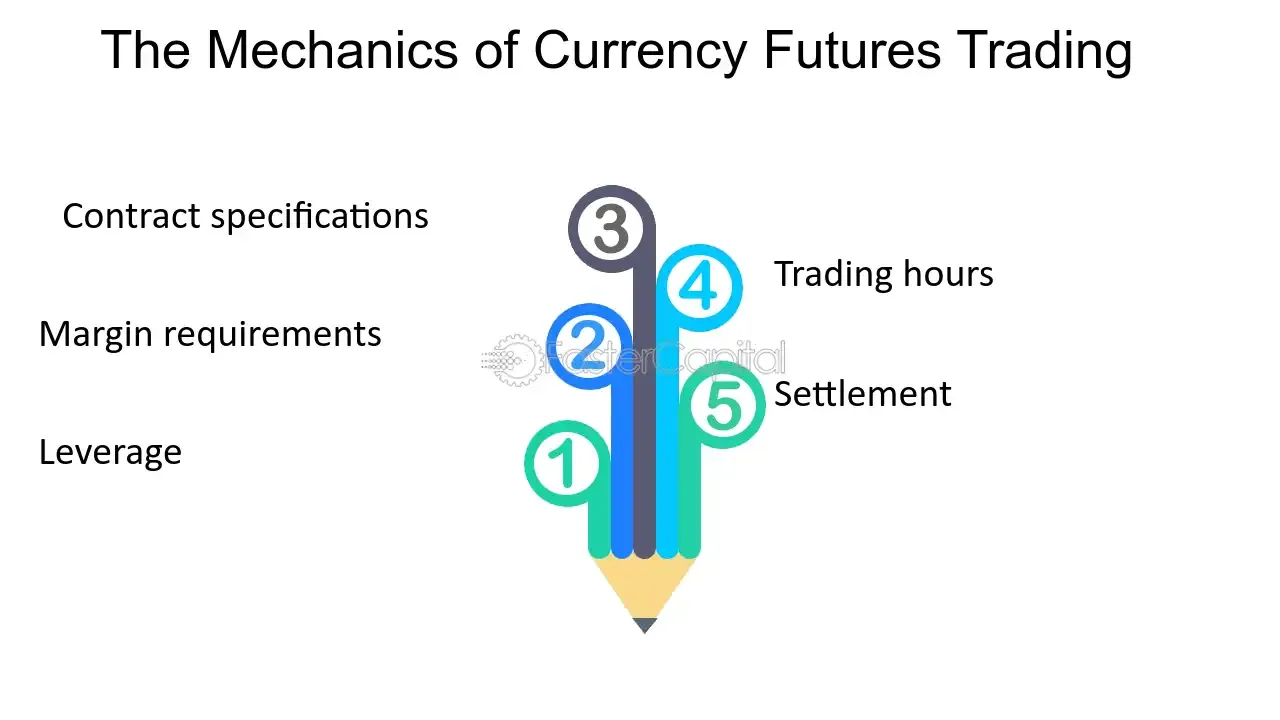 The Mechanics of Currency Futures Trading
Contract specifications
3
4
Trading hours
Margin requirements
2
FasterCapital
5
Settlement
Leverage
1